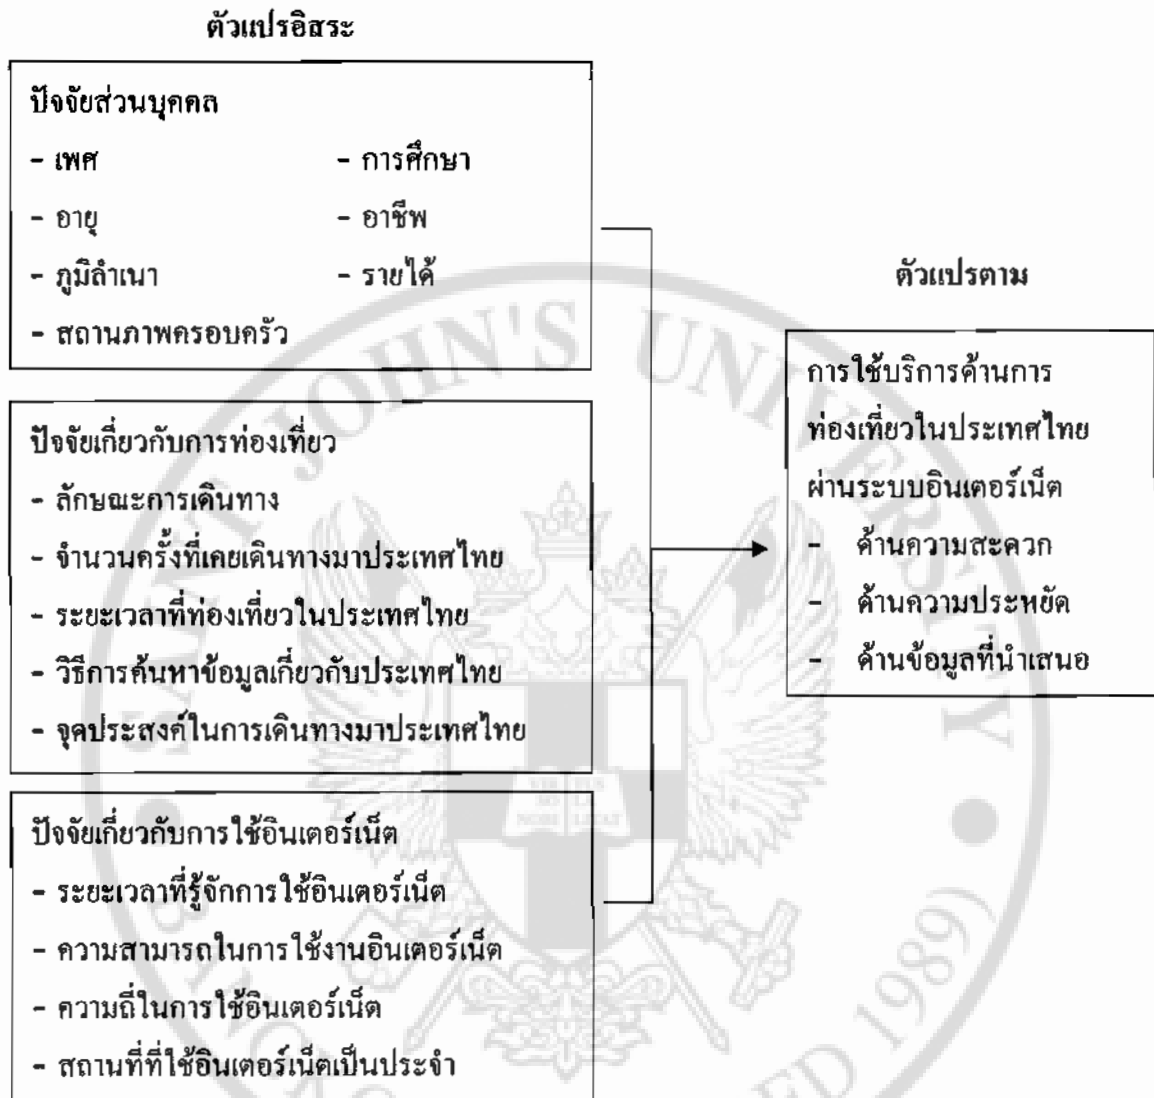 ตัวแปรอิสระ
ปัจจัยส่วนบุคคล
- เพศ - การศึกษา
- อายุ - อาชีพ
- ภูมิลำเนา - รายได้
- สถานภาพครอบครัว
ปัจจัยเกี่ยวกับการท่องเที่ยว
- ลักษณะการเดินทาง
- จำนวนครั้งที่เคยเดินทางมาประเทศไทย
- ระยะเวลาที่ท่องเที่ยวในประเทศไทย
- วิธีการค้นหาข้อมูลเกี่ยวกับประเทศไทย
- จุดประสงค์ในการเดินทางมาประเทศไทย
ปัจจัยเกี่ยวกับการใช้อินเตอร์เน็ต
- ระยะเวลาที่รู้จักการใช้อินเตอร์เน็ต
- ความสามารถในการใช้งานอินเตอร์เน็ต
- ความถี่ในการใช้อินเตอร์เน็ต
- สถานที่ที่ใช้อินเตอร์เน็ตเป็นประจำ
ตัวแปรตาม
การใช้บริการด้านการ
ท่องเที่ยวในประเทศไทย
ผ่านระบบอินเตอร์เน็ต
- ด้านความสะดวก
- ด้านความประหยัด
- ด้านข้อมูลที่นำเสนอ
SAINT JOHN'S UNIVERSITY
1989)